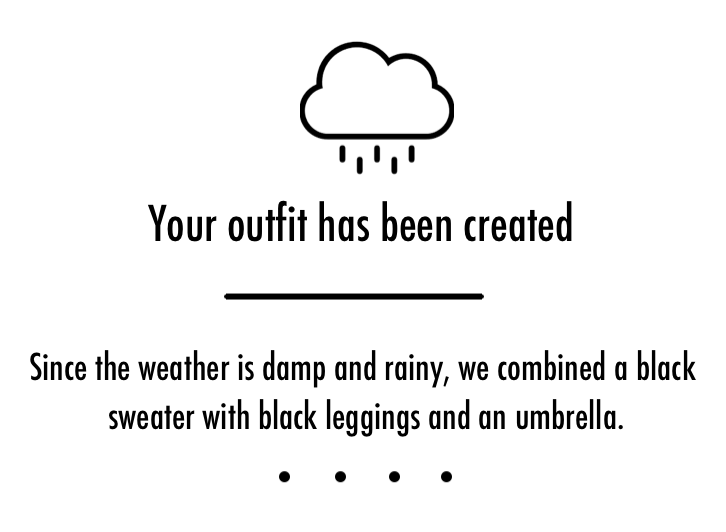 Your outfit has been created
Since the weather is damp and rainy, we combined a black
sweater with black leggings and an umbrella.